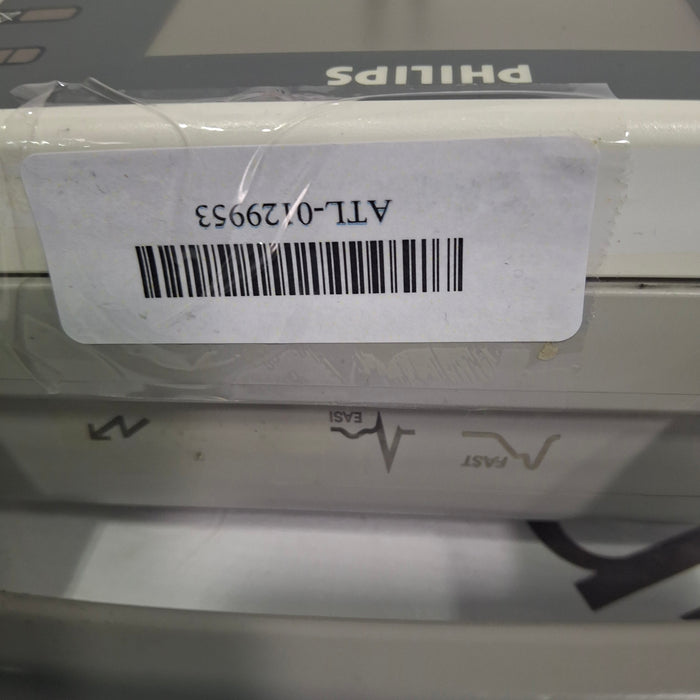 FAST
EASI
ATL-0129953
PHILIPS